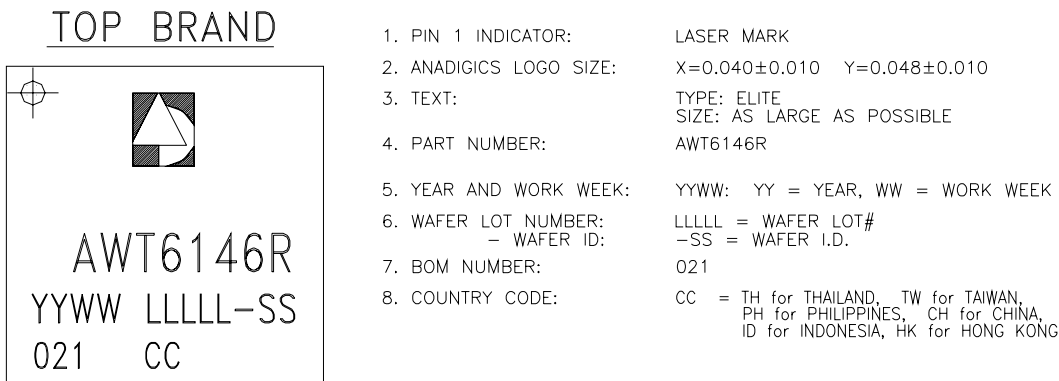 TOP BRAND
AWT6146R
YYWW LLLLL-SS
021 CC
1. PIN 1 INDICATOR: LASER MARK
2. ANADIGICS LOGO SIZE: X=0.040±0.010 Y=0.048±0.010
3. TEXT: TYPE: ELITE
SIZE: AS LARGE AS POSSIBLE
4. PART NUMBER: AWT6146R
5. YEAR AND WORK WEEK: YYWW: YY = YEAR, WW = WORK WEEK
6. WAFER LOT NUMBER: LLLLL = WAFER LOT#
- WAFER ID: -SS = WAFER I.D.
7. BOM NUMBER: 021
8. COUNTRY CODE: CC = TH for THAILAND, TW for TAIWAN,
PH for PHILIPPINES, CH for CHINA,
ID for INDONESIA, HK for HONG KONG